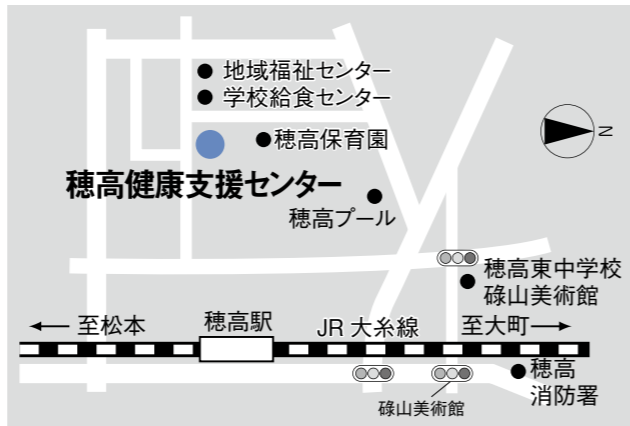 地域福祉センター
学校給食センター
穂高保育園
N
穂高健康支援センター
穂高プール
穂高東中学校
碌山美術館
至松本
穂高駅
JR 大糸線
至大町
穂高
消防署
碌山美術館